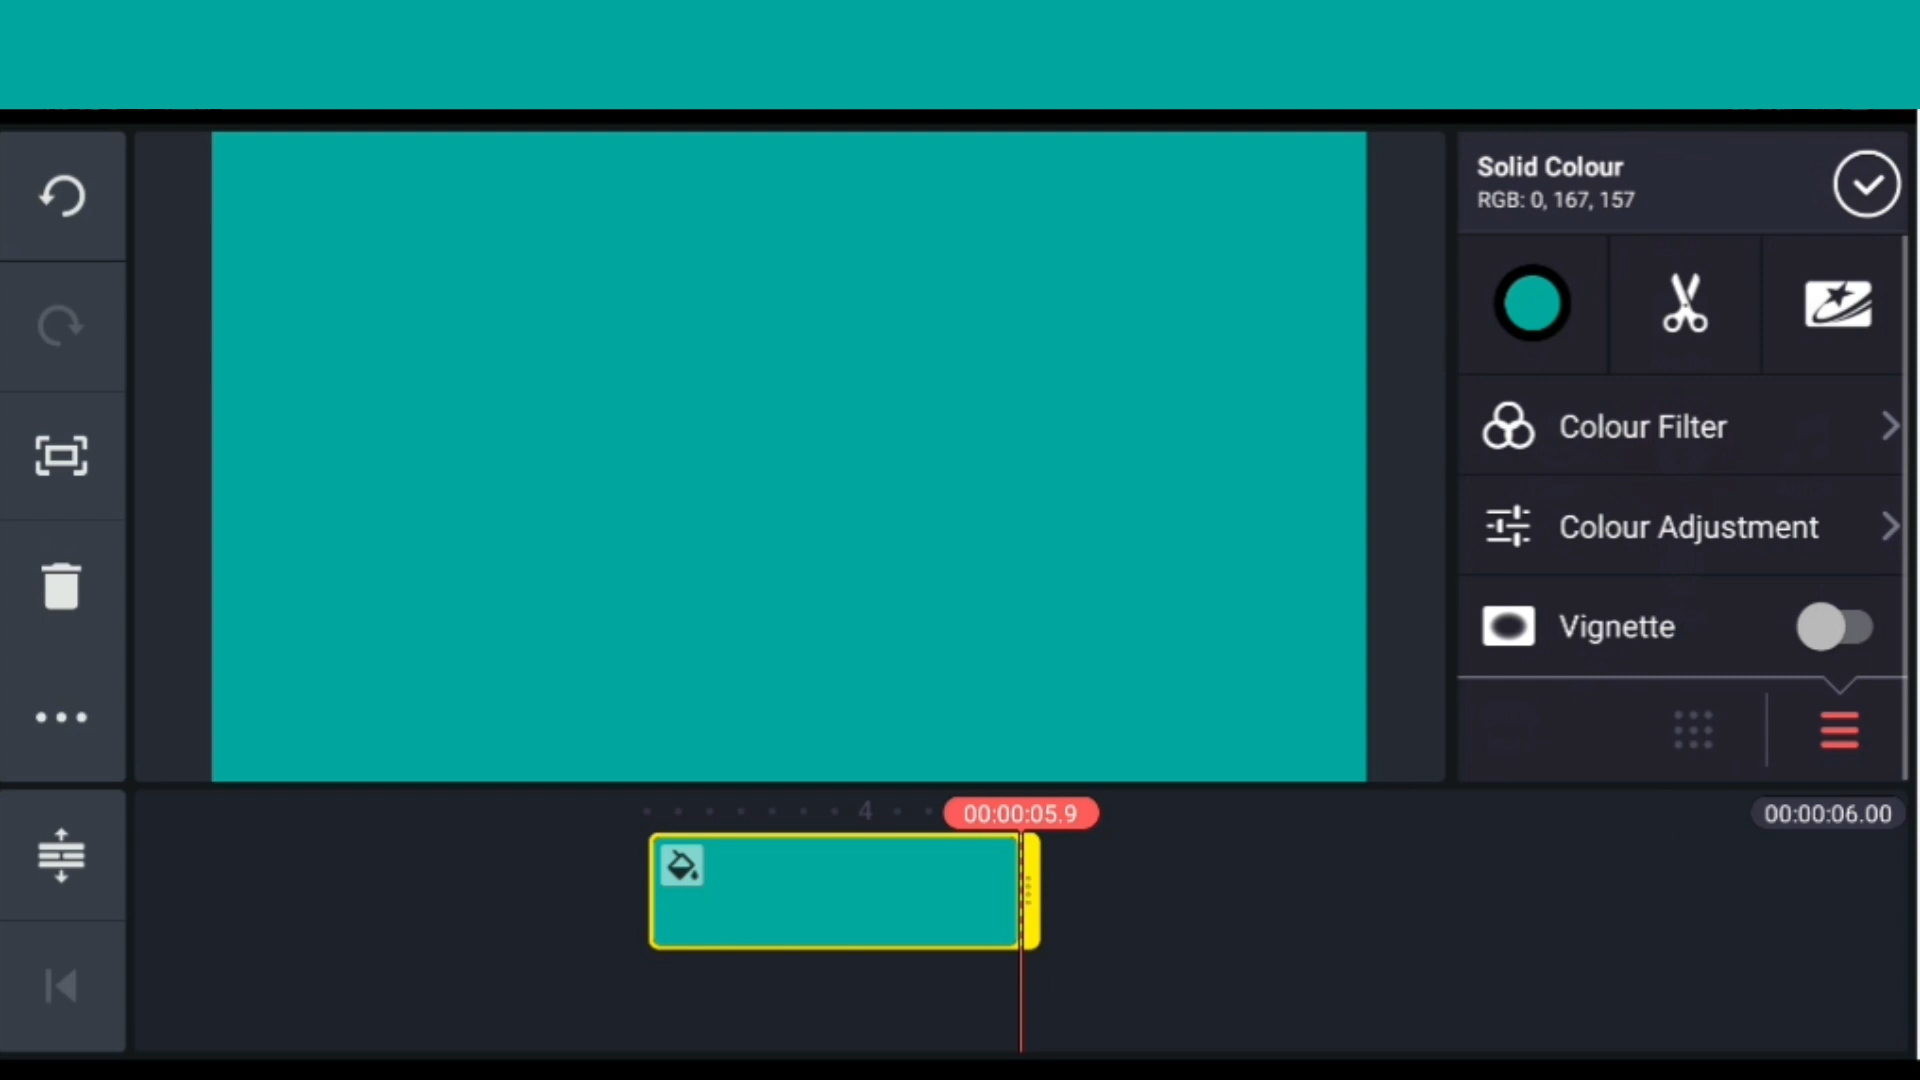 Solid Colour
RGB: 0, 167, 157
Colour Filter
Colour Adjustment
Vignette
4
00:00:05.9
00:00:06.00